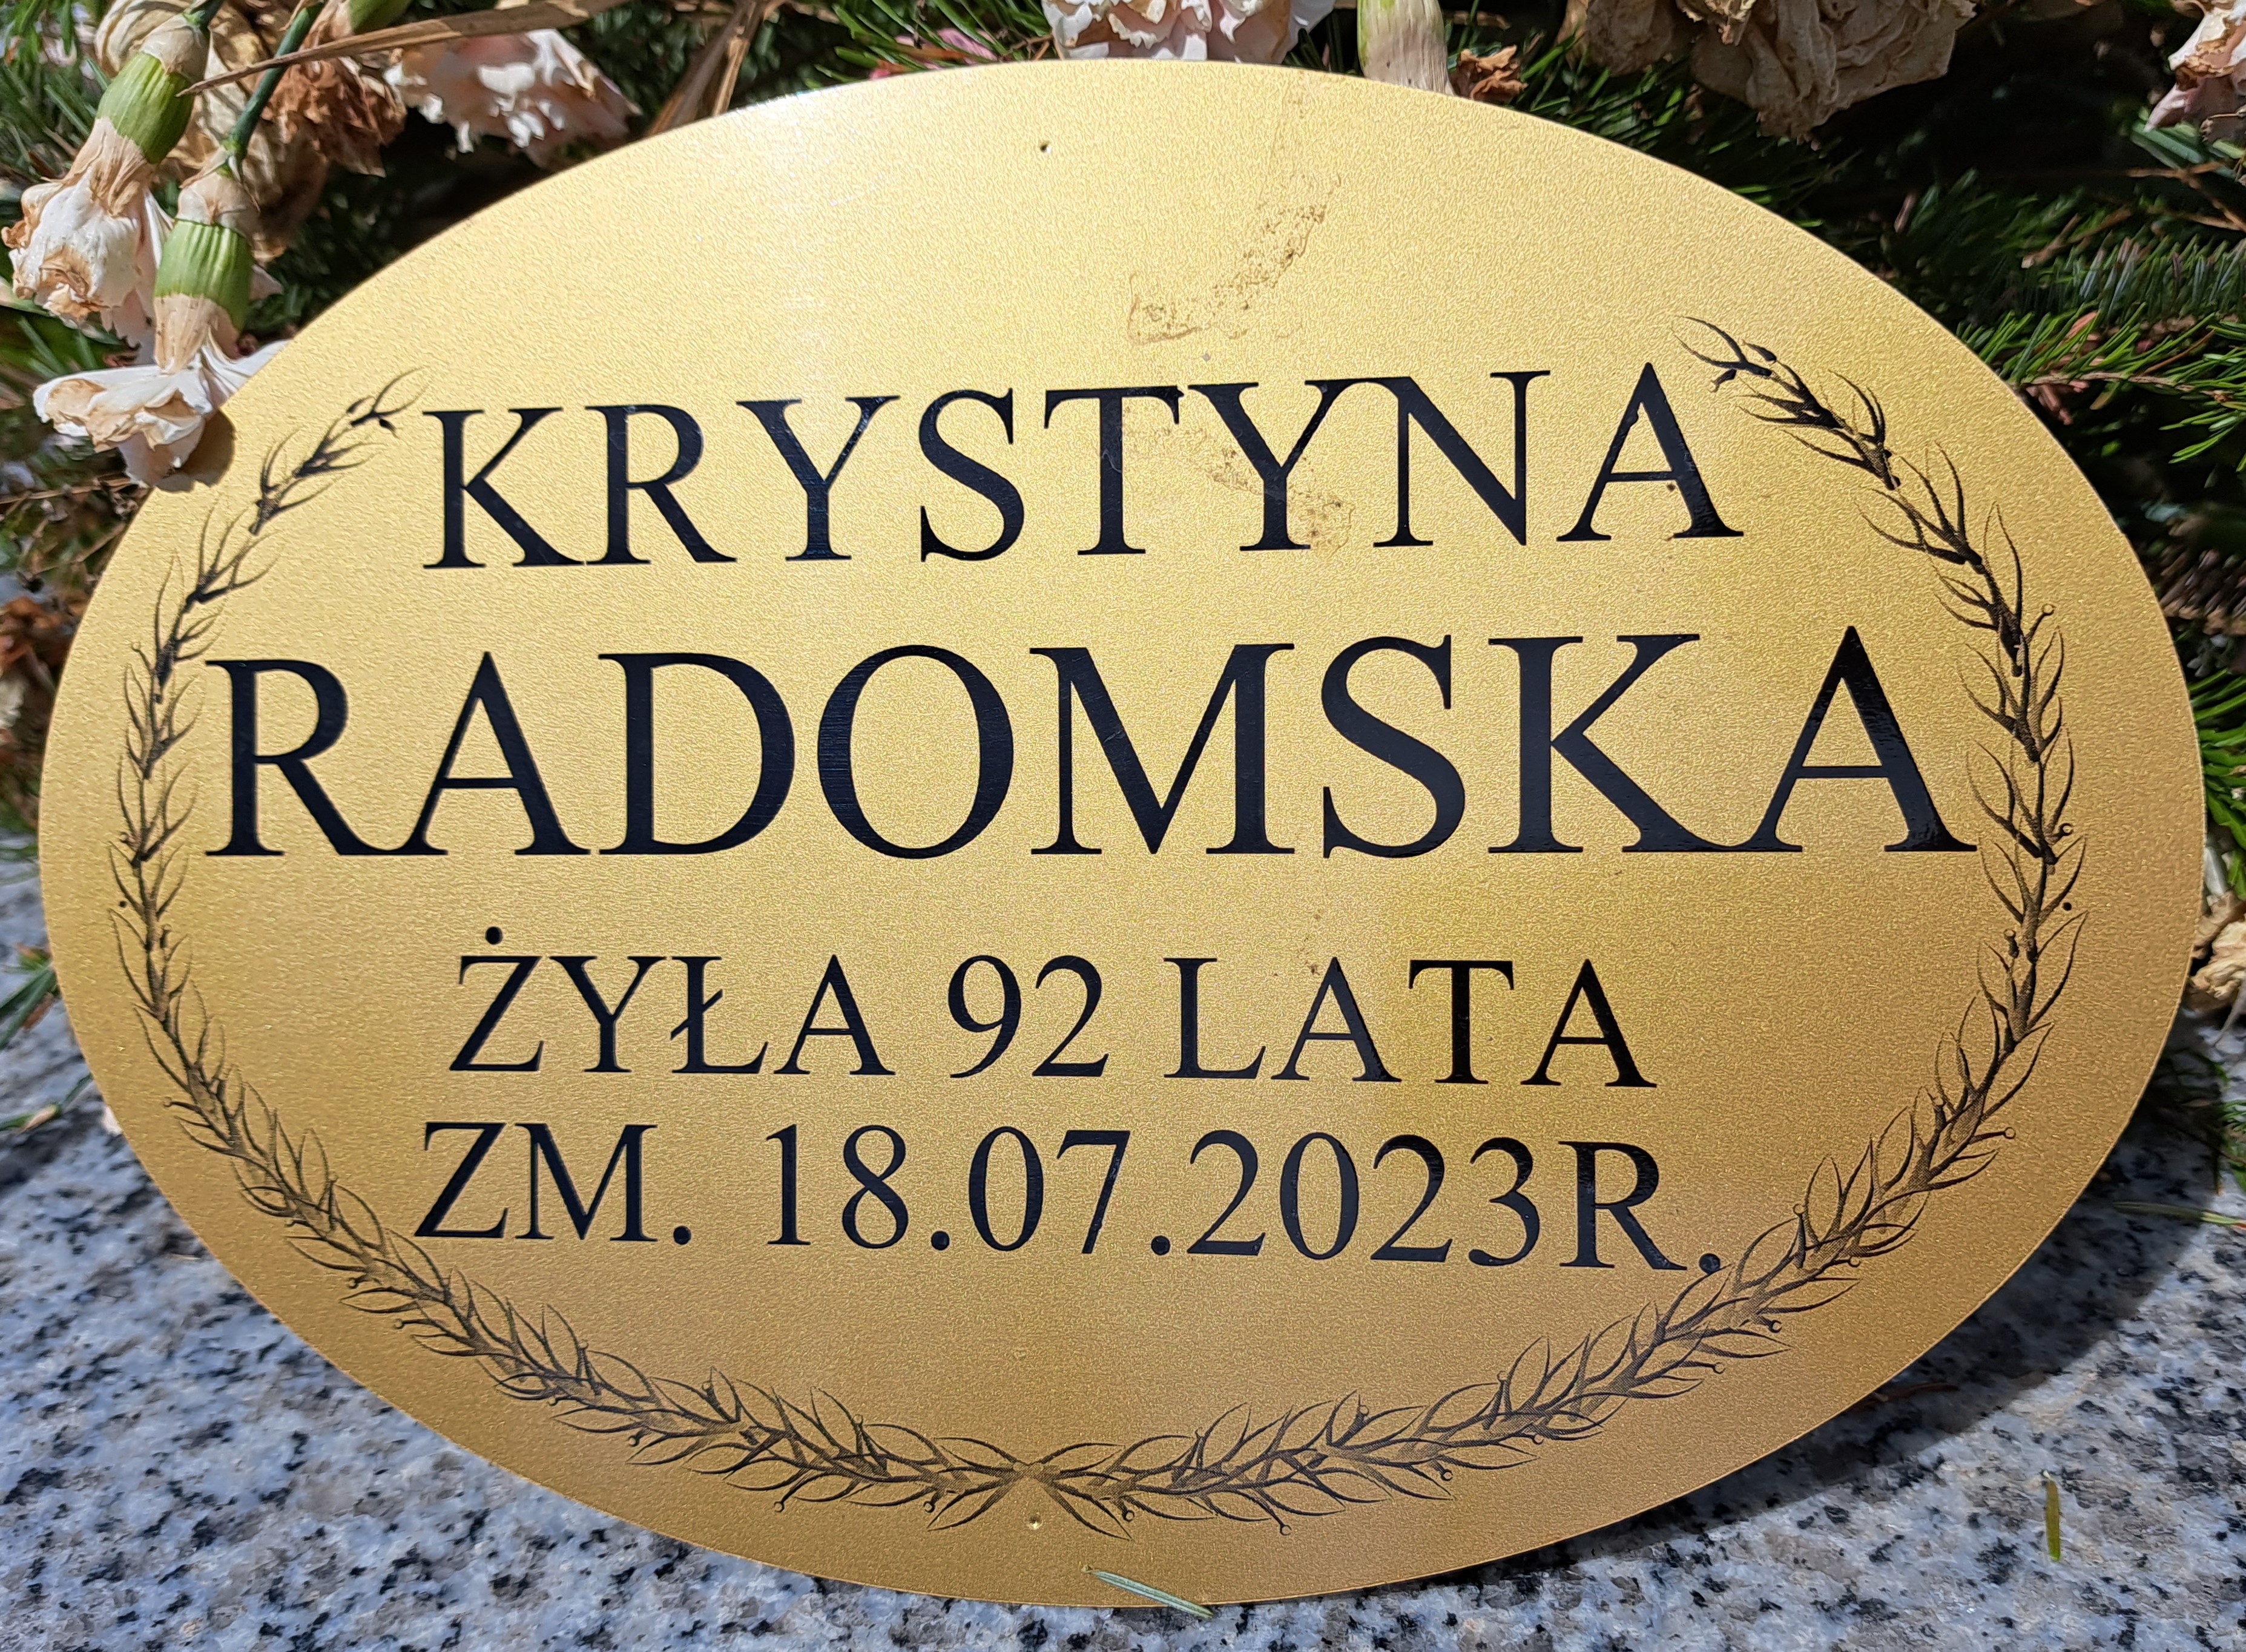 KRYSTYNA
RADOMSKA
ŻYŁA 92 LATA
ZM. 18.07.2023R.